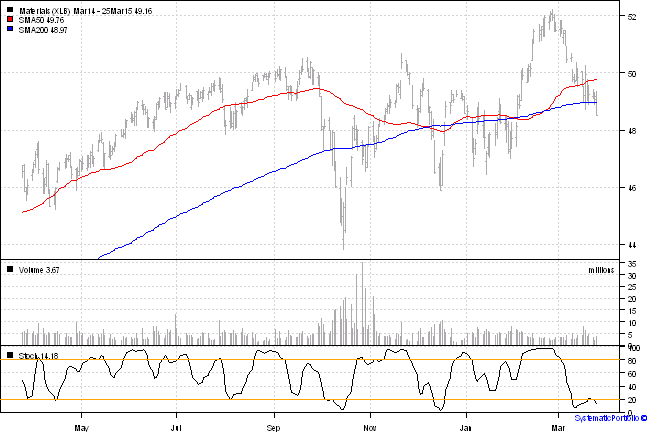 Materials (XLB) Mar14 - 25Mar15 49.16
SMA50 49.76
SMA200 48.97
52
50
48
46
44
Volume 3.67
millions
35
30
25
20
15
10
5
0
Stoch 14.18
100
80
60
40
20
0
May
Jul
Sep
Nov
Jan
Mar
SystematicPortfolio ©